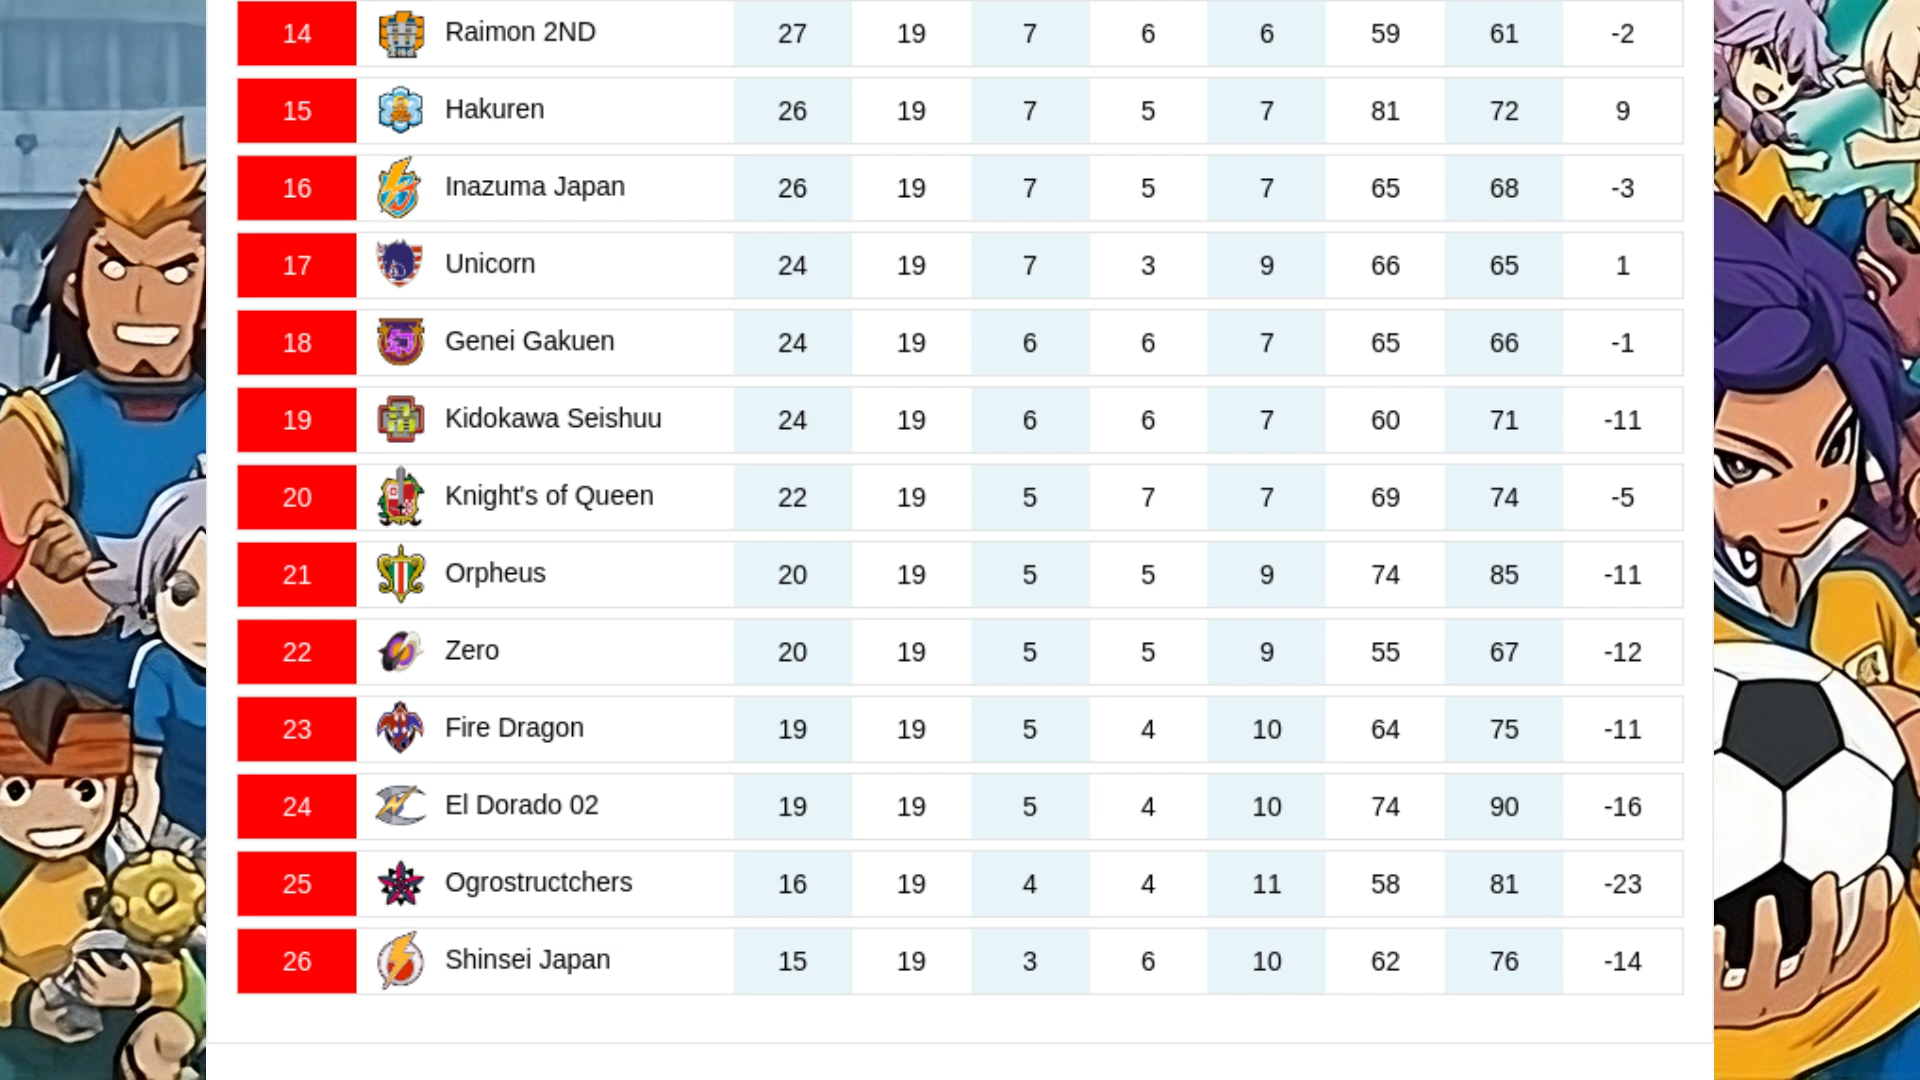 14 Raimon 2ND 27 19 7 6 6 59 61 -2
15 Hakuren 26 19 7 5 7 81 72 9
16 Inazuma Japan 26 19 7 5 7 65 68 -3
17 Unicorn 24 19 7 3 9 66 65 1
18 Genei Gakuen 24 19 6 6 7 65 66 -1
19 Kidokawa Seishuu 24 19 6 6 7 60 71 -11
20 Knight's of Queen 22 19 5 7 7 69 74 -5
21 Orpheus 20 19 5 5 9 74 85 -11
22 Zero 20 19 5 5 9 55 67 -12
23 Fire Dragon 19 19 5 4 10 64 75 -11
24 El Dorado 02 19 19 5 4 10 74 90 -16
25 Ogrostructchers 16 19 4 4 11 58 81 -23
26 Shinsei Japan 15 19 3 6 10 62 76 -14